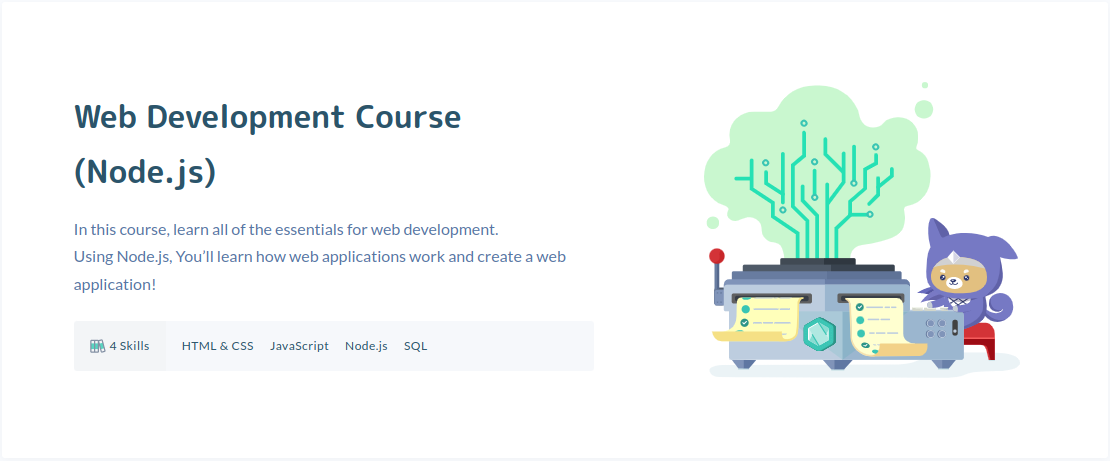 Web Development Course
(Node.js)
In this course, learn all of the essentials for web development.
Using Node.js, You’ll learn how web applications work and create a web
application!
4 Skills HTML & CSS JavaScript Node.js SQL